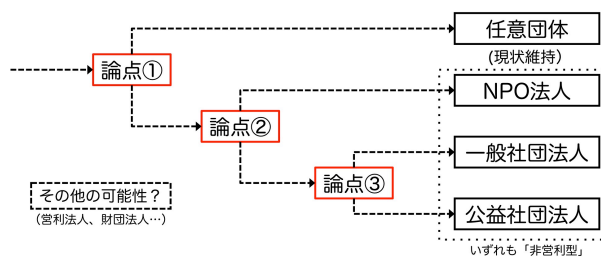 任意団体
(現状維持)
論点①
NPO法人
論点②
一般社団法人
論点③
その他の可能性？
(営利法人、財団法人…)
公益社団法人
いずれも「非営利型」